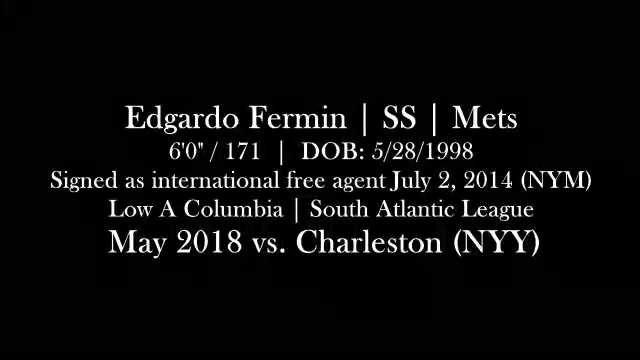 Edgardo Fermin | SS | Mets
6'0" / 171 | DOB: 5/28/1998
Signed as international free agent July 2, 2014 (NYM)
Low A Columbia | South Atlantic League
May 2018 vs. Charleston (NYY)